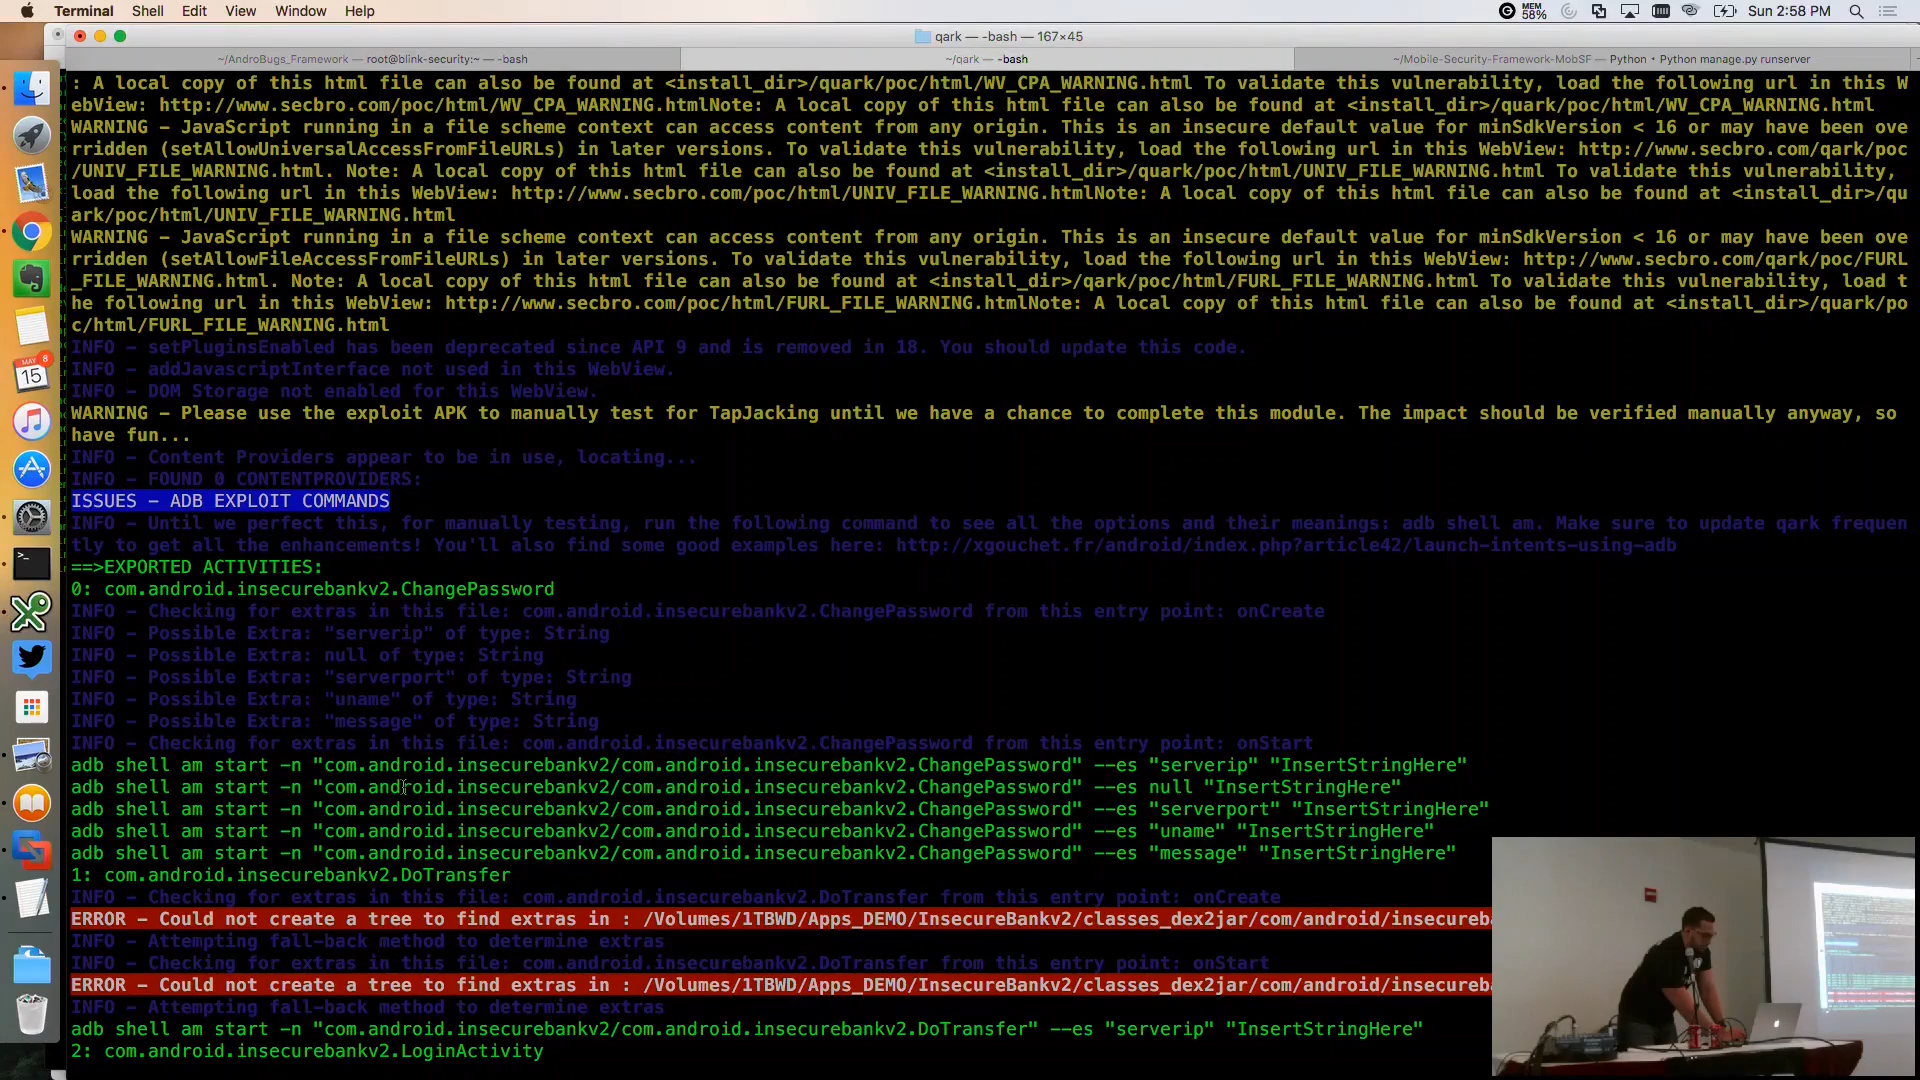 Terminal Shell Edit View Window Help
MEM 58% Sun 2:58 PM
qark — -bash — 167×45
~/AndroBugs_Framework — root@blink-security:~ — -bash
~/qark — -bash
~/Mobile-Security-Framework-MobSF — Python • Python manage.py runserver
: A local copy of this html file can also be found at <install_dir>/quark/poc/html/WV_CPA_WARNING.html To validate this vulnerability, load the following url in this W
ebView: http://www.secbro.com/poc/html/WV_CPA_WARNING.htmlNote: A local copy of this html file can also be found at <install_dir>/quark/poc/html/WV_CPA_WARNING.html
WARNING – JavaScript running in a file scheme context can access content from any origin. This is an insecure default value for minSdkVersion < 16 or may have been ove
rridden (setAllowUniversalAccessFromFileURLs) in later versions. To validate this vulnerability, load the following url in this WebView: http://www.secbro.com/qark/poc
/UNIV_FILE_WARNING.html. Note: A local copy of this html file can also be found at <install_dir>/quark/poc/html/UNIV_FILE_WARNING.html To validate this vulnerability,
load the following url in this WebView: http://www.secbro.com/poc/html/UNIV_FILE_WARNING.htmlNote: A local copy of this html file can also be found at <install_dir>/qu
ark/poc/html/UNIV_FILE_WARNING.html
WARNING – JavaScript running in a file scheme context can access content from any origin. This is an insecure default value for minSdkVersion < 16 or may have been ove
rridden (setAllowFileAccessFromFileURLs) in later versions. To validate this vulnerability, load the following url in this WebView: http://www.secbro.com/qark/poc/FURL
_FILE_WARNING.html. Note: A local copy of this html file can also be found at <install_dir>/quark/poc/html/FURL_FILE_WARNING.html To validate this vulnerability, load t
he following url in this WebView: http://www.secbro.com/poc/html/FURL_FILE_WARNING.htmlNote: A local copy of this html file can also be found at <install_dir>/quark/po
c/html/FURL_FILE_WARNING.html
INFO – setPluginsEnabled has been deprecated since API 9 and is removed in 18. You should update this code.
INFO – addJavascriptInterface not used in this WebView.
INFO – DOM Storage not enabled for this WebView.
WARNING – Please use the exploit APK to manually test for TapJacking until we have a chance to complete this module. The impact should be verified manually anyway, so
have fun...
INFO – Content Providers appear to be in use, locating...
INFO – FOUND 0 CONTENTPROVIDERS:
ISSUES – ADB EXPLOIT COMMANDS
INFO – Until we perfect this, for manually testing, run the following command to see all the options and their meanings: adb shell am. Make sure to update qark frequen
tly to get all the enhancements! You'll also find some good examples here: http://xgouchet.fr/android/index.php?article42/launch-intents-using-adb
==>EXPORTED ACTIVITIES:
0: com.android.insecurebankv2.ChangePassword
INFO – Checking for extras in this file: com.android.insecurebankv2.ChangePassword from this entry point: onCreate
INFO – Possible Extra: "serverip" of type: String
INFO – Possible Extra: null of type: String
INFO – Possible Extra: "serverport" of type: String
INFO – Possible Extra: "uname" of type: String
INFO – Possible Extra: "message" of type: String
INFO – Checking for extras in this file: com.android.insecurebankv2.ChangePassword from this entry point: onStart
adb shell am start -n "com.android.insecurebankv2/com.android.insecurebankv2.ChangePassword" --es "serverip" "InsertStringHere"
adb shell am start -n "com.android.insecurebankv2/com.android.insecurebankv2.ChangePassword" --es null "InsertStringHere"
adb shell am start -n "com.android.insecurebankv2/com.android.insecurebankv2.ChangePassword" --es "serverport" "InsertStringHere"
adb shell am start -n "com.android.insecurebankv2/com.android.insecurebankv2.ChangePassword" --es "uname" "InsertStringHere"
adb shell am start -n "com.android.insecurebankv2/com.android.insecurebankv2.ChangePassword" --es "message" "InsertStringHere"
1: com.android.insecurebankv2.DoTransfer
INFO – Checking for extras in this file: com.android.insecurebankv2.DoTransfer from this entry point: onCreate
ERROR – Could not create a tree to find extras in : /Volumes/1TBWD/Apps_DEMO/InsecureBankv2/classes_dex2jar/com/android/insecureb
INFO – Attempting fall-back method to determine extras
INFO – Checking for extras in this file: com.android.insecurebankv2.DoTransfer from this entry point: onStart
ERROR – Could not create a tree to find extras in : /Volumes/1TBWD/Apps_DEMO/InsecureBankv2/classes_dex2jar/com/android/insecureb
INFO – Attempting fall-back method to determine extras
adb shell am start -n "com.android.insecurebankv2/com.android.insecurebankv2.DoTransfer" --es "serverip" "InsertStringHere"
2: com.android.insecurebankv2.LoginActivity
MAY 8
15